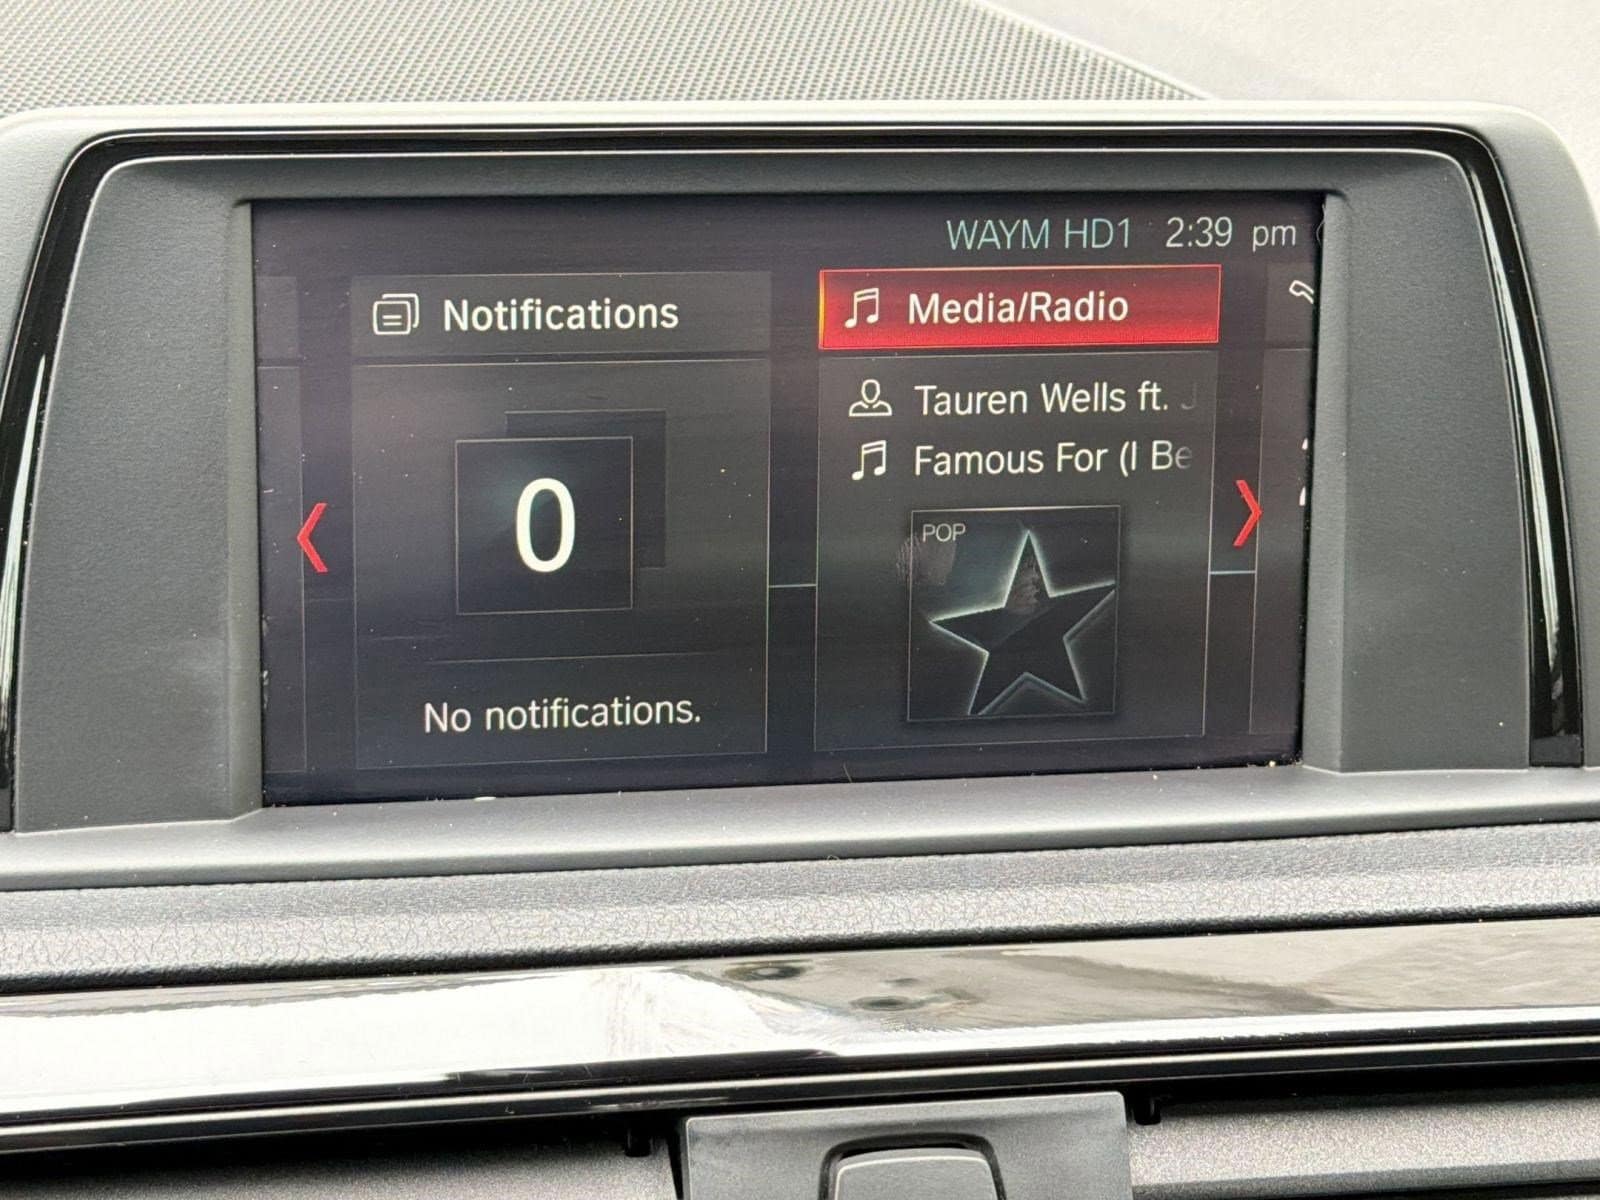 WAYM HD1 2:39 pm
Notifications
0
No notifications.
Media/Radio
Tauren Wells ft.
Famous For (I Be
POP